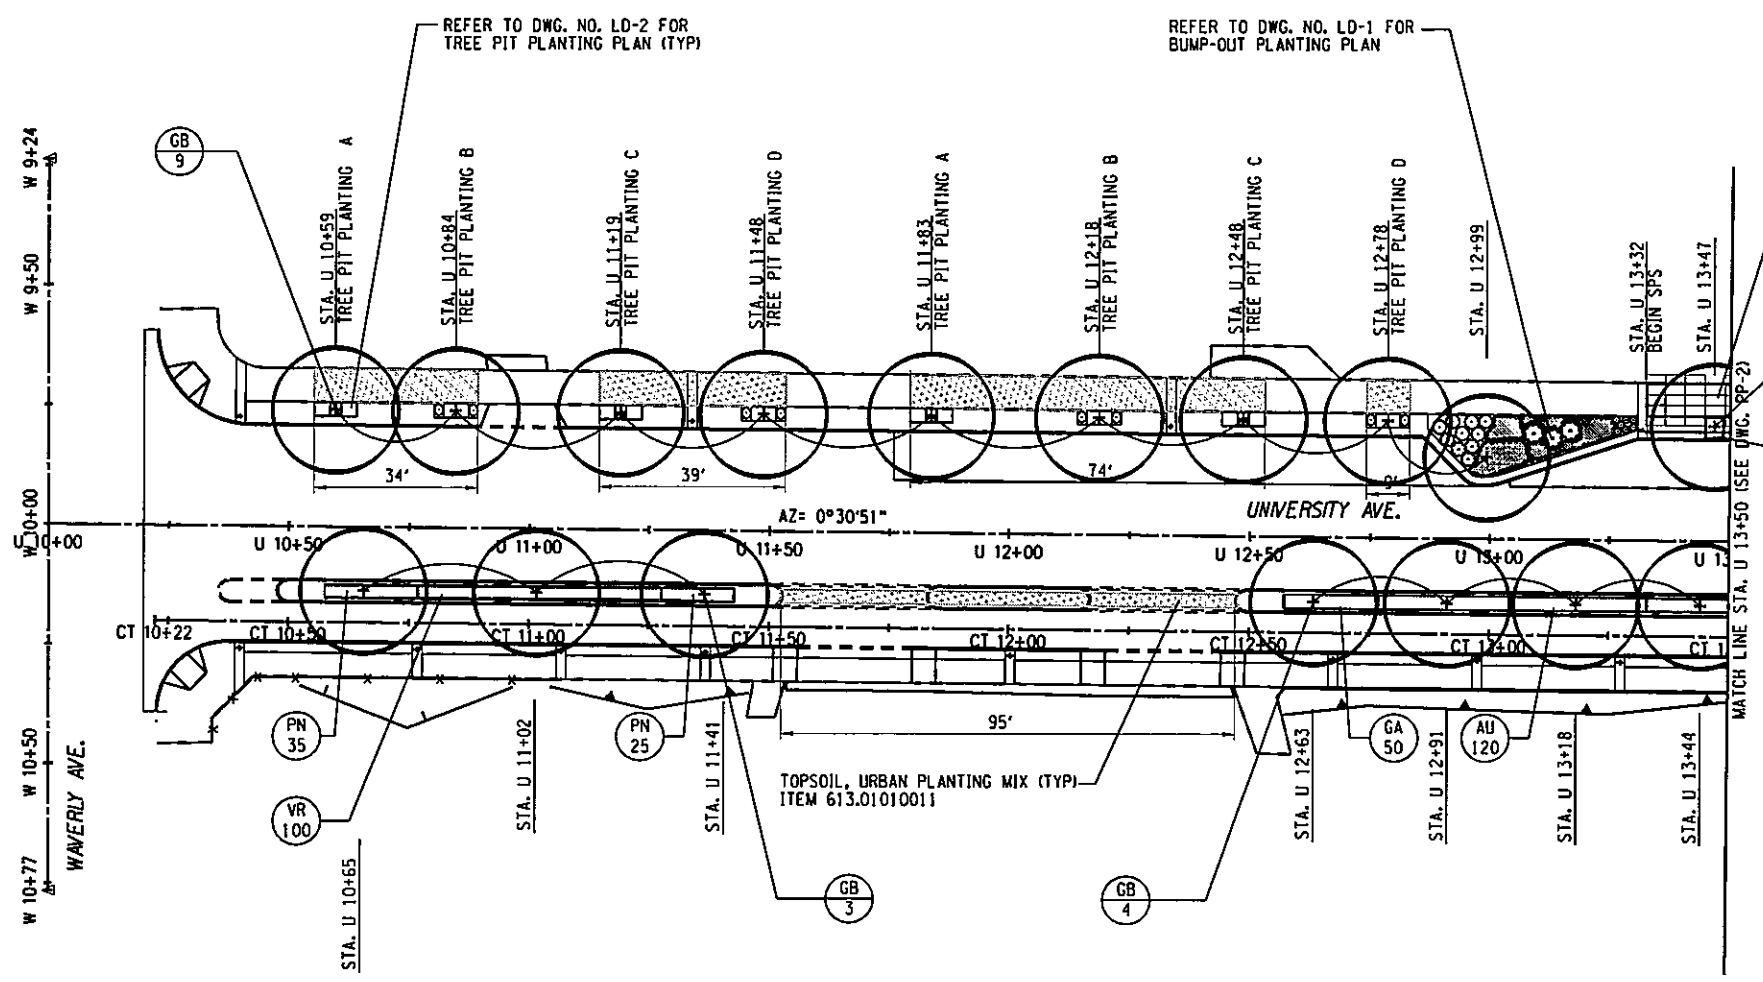 REFER TO DWG. NO. LD-2 FOR
TREE PIT PLANTING PLAN (TYP)
REFER TO DWG. NO. LD-1 FOR
BUMP-OUT PLANTING PLAN
GB
9
W 9+24
W 9+50
W 10+00
W 10+50
W 10+77
WAVERLY AVE.
STA. U 10+59
TREE PIT PLANTING A
STA. U 10+84
TREE PIT PLANTING B
STA. U 11+19
TREE PIT PLANTING C
STA. U 11+48
TREE PIT PLANTING D
STA. U 11+83
TREE PIT PLANTING A
STA. U 12+18
TREE PIT PLANTING B
STA. U 12+48
TREE PIT PLANTING C
STA. U 12+78
TREE PIT PLANTING D
STA. U 12+99
STA. U 13+32
BEGIN SPS
STA. U 13+47
34'
39'
74'
9'
UNIVERSITY AVE.
AZ= 0°30'51"
U 10+00
U 10+50
U 11+00
U 11+50
U 12+00
U 12+50
U 13+00
U 13
CT 10+22
CT 10+50
CT 11+00
CT 11+50
CT 12+00
CT 12+50
CT 13+00
CT 1
MATCH LINE STA. U 13+50 (SEE DWG. PP-2)
PN
35
VR
100
PN
25
95'
TOPSOIL, URBAN PLANTING MIX (TYP)
ITEM 613.01010011
GA
50
AU
120
GB
3
GB
4
STA. U 10+65
STA. U 11+02
STA. U 11+41
STA. U 12+63
STA. U 12+91
STA. U 13+18
STA. U 13+44